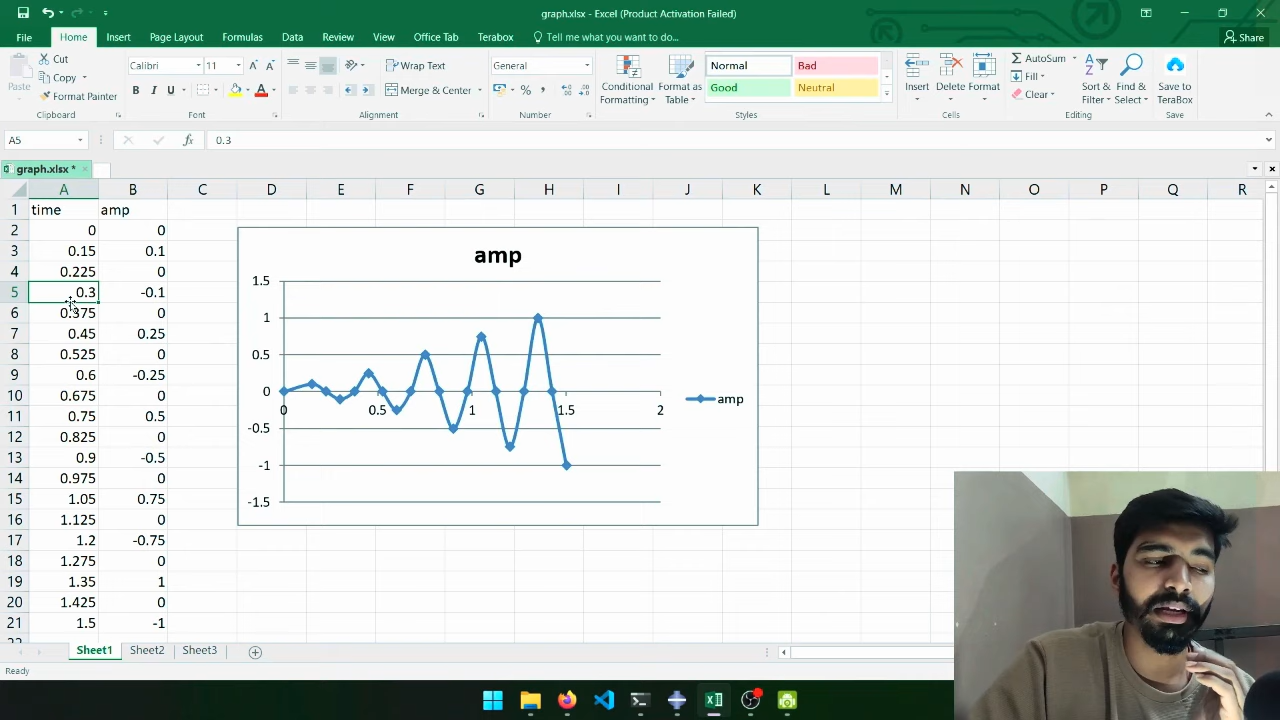 graph.xlsx - Excel (Product Activation Failed)
File Home Insert Page Layout Formulas Data Review View Office Tab Terabox Tell me what you want to do... Share
Paste
Cut
Copy
Format Painter
Clipboard
Calibri 11
B I U
Font
Wrap Text
Merge & Center
Alignment
General
Number
Conditional Formatting
Format as Table
Normal Bad
Good Neutral
Styles
Insert Delete Format
Cells
AutoSum
Fill
Clear
Sort & Filter
Find & Select
Editing
Save to TeraBox
Save
A5 fx 0.3
graph.xlsx *
A B C D E F G H I J K L M N O P Q R
1 time amp
2 0 0
3 0.15 0.1
4 0.225 0
5 0.3 -0.1
6 0.375 0
7 0.45 0.25
8 0.525 0
9 0.6 -0.25
10 0.675 0
11 0.75 0.5
12 0.825 0
13 0.9 -0.5
14 0.975 0
15 1.05 0.75
16 1.125 0
17 1.2 -0.75
18 1.275 0
19 1.35 1
20 1.425 0
21 1.5 -1
amp
1.5
1
0.5
0
-0.5
-1
-1.5
0 0.5 1 1.5 2
amp
Sheet1 Sheet2 Sheet3
Ready